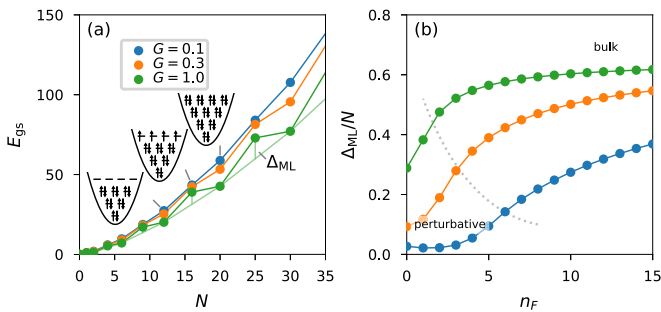 (a)
G = 0.1
G = 0.3
G = 1.0
150
100
50
0
E_gs
Δ_ML
0 5 10 15 20 25 30 35
N
(b)
bulk
perturbative
0.8
0.6
0.4
0.2
0.0
Δ_ML/N
0 5 10 15
n_F